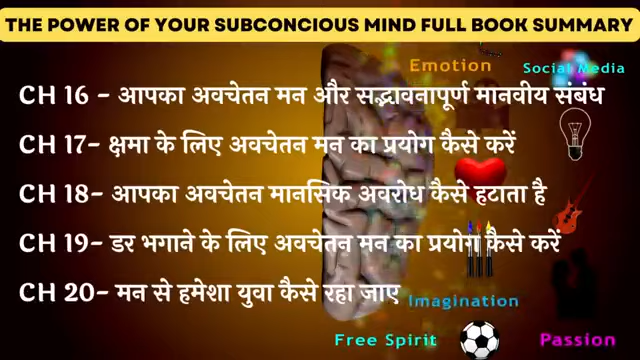 THE POWER OF YOUR SUBCONCIOUS MIND FULL BOOK SUMMARY
Emotion
Social Media
CH 16 - आपका अवचेतन मन और सद्भावनापूर्ण मानवीय संबंध
CH 17- क्षमा के लिए अवचेतन मन का प्रयोग कैसे करें
CH 18- आपका अवचेतन मानसिक अवरोध कैसे हटाता है
CH 19- डर भगाने के लिए अवचेतन मन का प्रयोग कैसे करें
CH 20- मन से हमेशा युवा कैसे रहा जाए
Imagination
Free Spirit
Passion